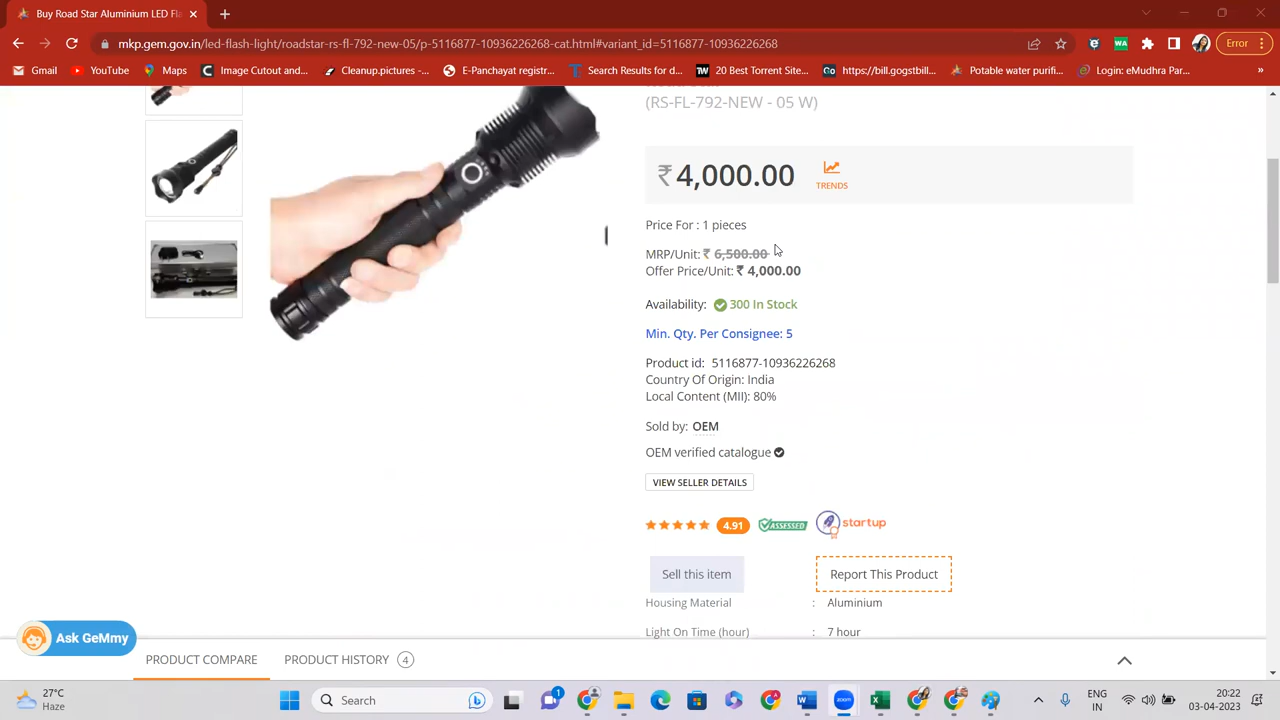 Buy Road Star Aluminium LED Fl
mkp.gem.gov.in/led-flash-light/roadstar-rs-fl-792-new-05/p-5116877-10936226268-cat.html#variant_id=5116877-10936226268
Error
Gmail
YouTube
Maps
Image Cutout and...
Cleanup.pictures -...
E-Panchayat registr...
Search Results for d...
20 Best Torrent Site...
https://bill.gogstbill...
Potable water purifi...
Login: eMudhra Par...
»
(RS-FL-792-NEW - 05 W)
₹ 4,000.00
TRENDS
Price For : 1 pieces
MRP/Unit: ₹ 6,500.00
Offer Price/Unit: ₹ 4,000.00
Availability: 300 In Stock
Min. Qty. Per Consignee: 5
Product id: 5116877-10936226268
Country Of Origin: India
Local Content (MII): 80%
Sold by: OEM
OEM verified catalogue
VIEW SELLER DETAILS
4.91 ASSESSED startup
Sell this item
Report This Product
Housing Material : Aluminium
Light On Time (hour) : 7 hour
Ask GeMmy
PRODUCT COMPARE
PRODUCT HISTORY 4
27°C
Haze
Search
1
zoom
ENG
IN
20:22
03-04-2023